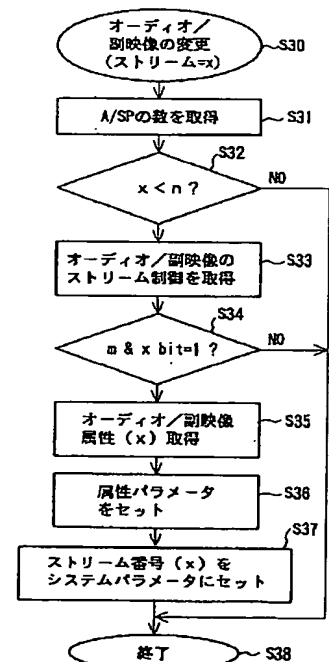 オーディオ／
副映像の変更
(ストリーム=x)
S30
A/SPの数を取得
S31
S32
x < n ?
NO
オーディオ／副映像の
ストリーム制御を取得
S33
S34
m & x bit=1 ?
NO
オーディオ／副映像
属性 (x) 取得
S35
属性パラメータ
をセット
S36
S37
ストリーム番号 (x) を
システムパラメータにセット
終了
S38